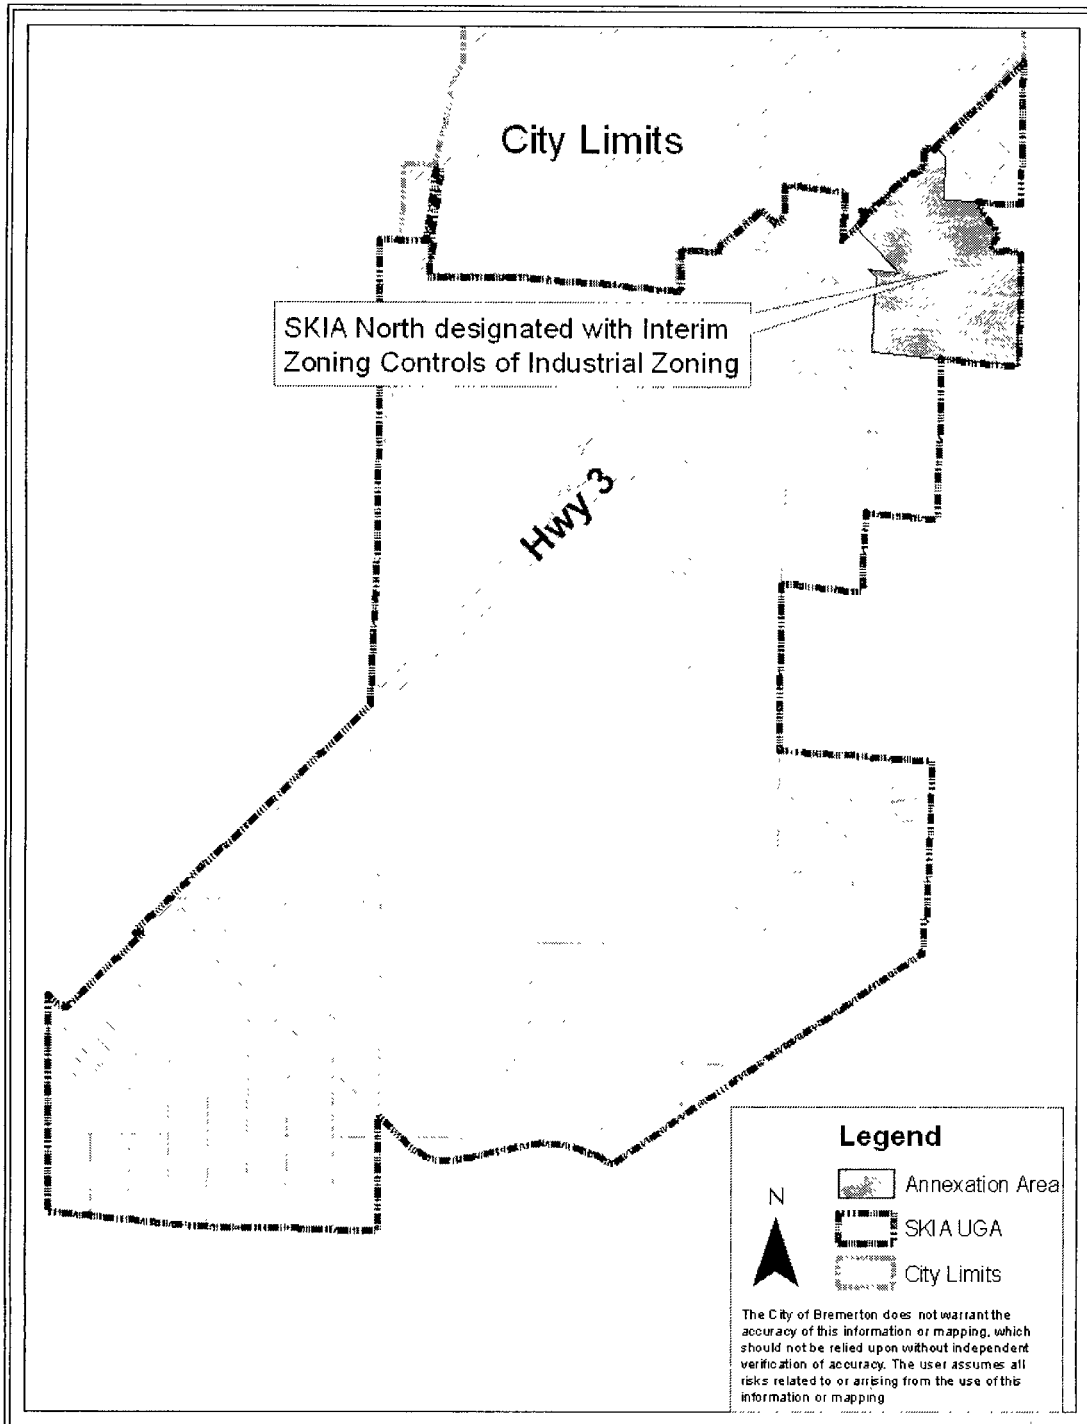 City Limits
SKIA North designated with Interim
Zoning Controls of Industrial Zoning
Hwy 3
Legend
N
Annexation Area
SKIA UGA
City Limits
The City of Bremerton does not warrant the
accuracy of this information or mapping, which
should not be relied upon without independent
verification of accuracy. The user assumes all
risks related to or arrising from the use of this
information or mapping